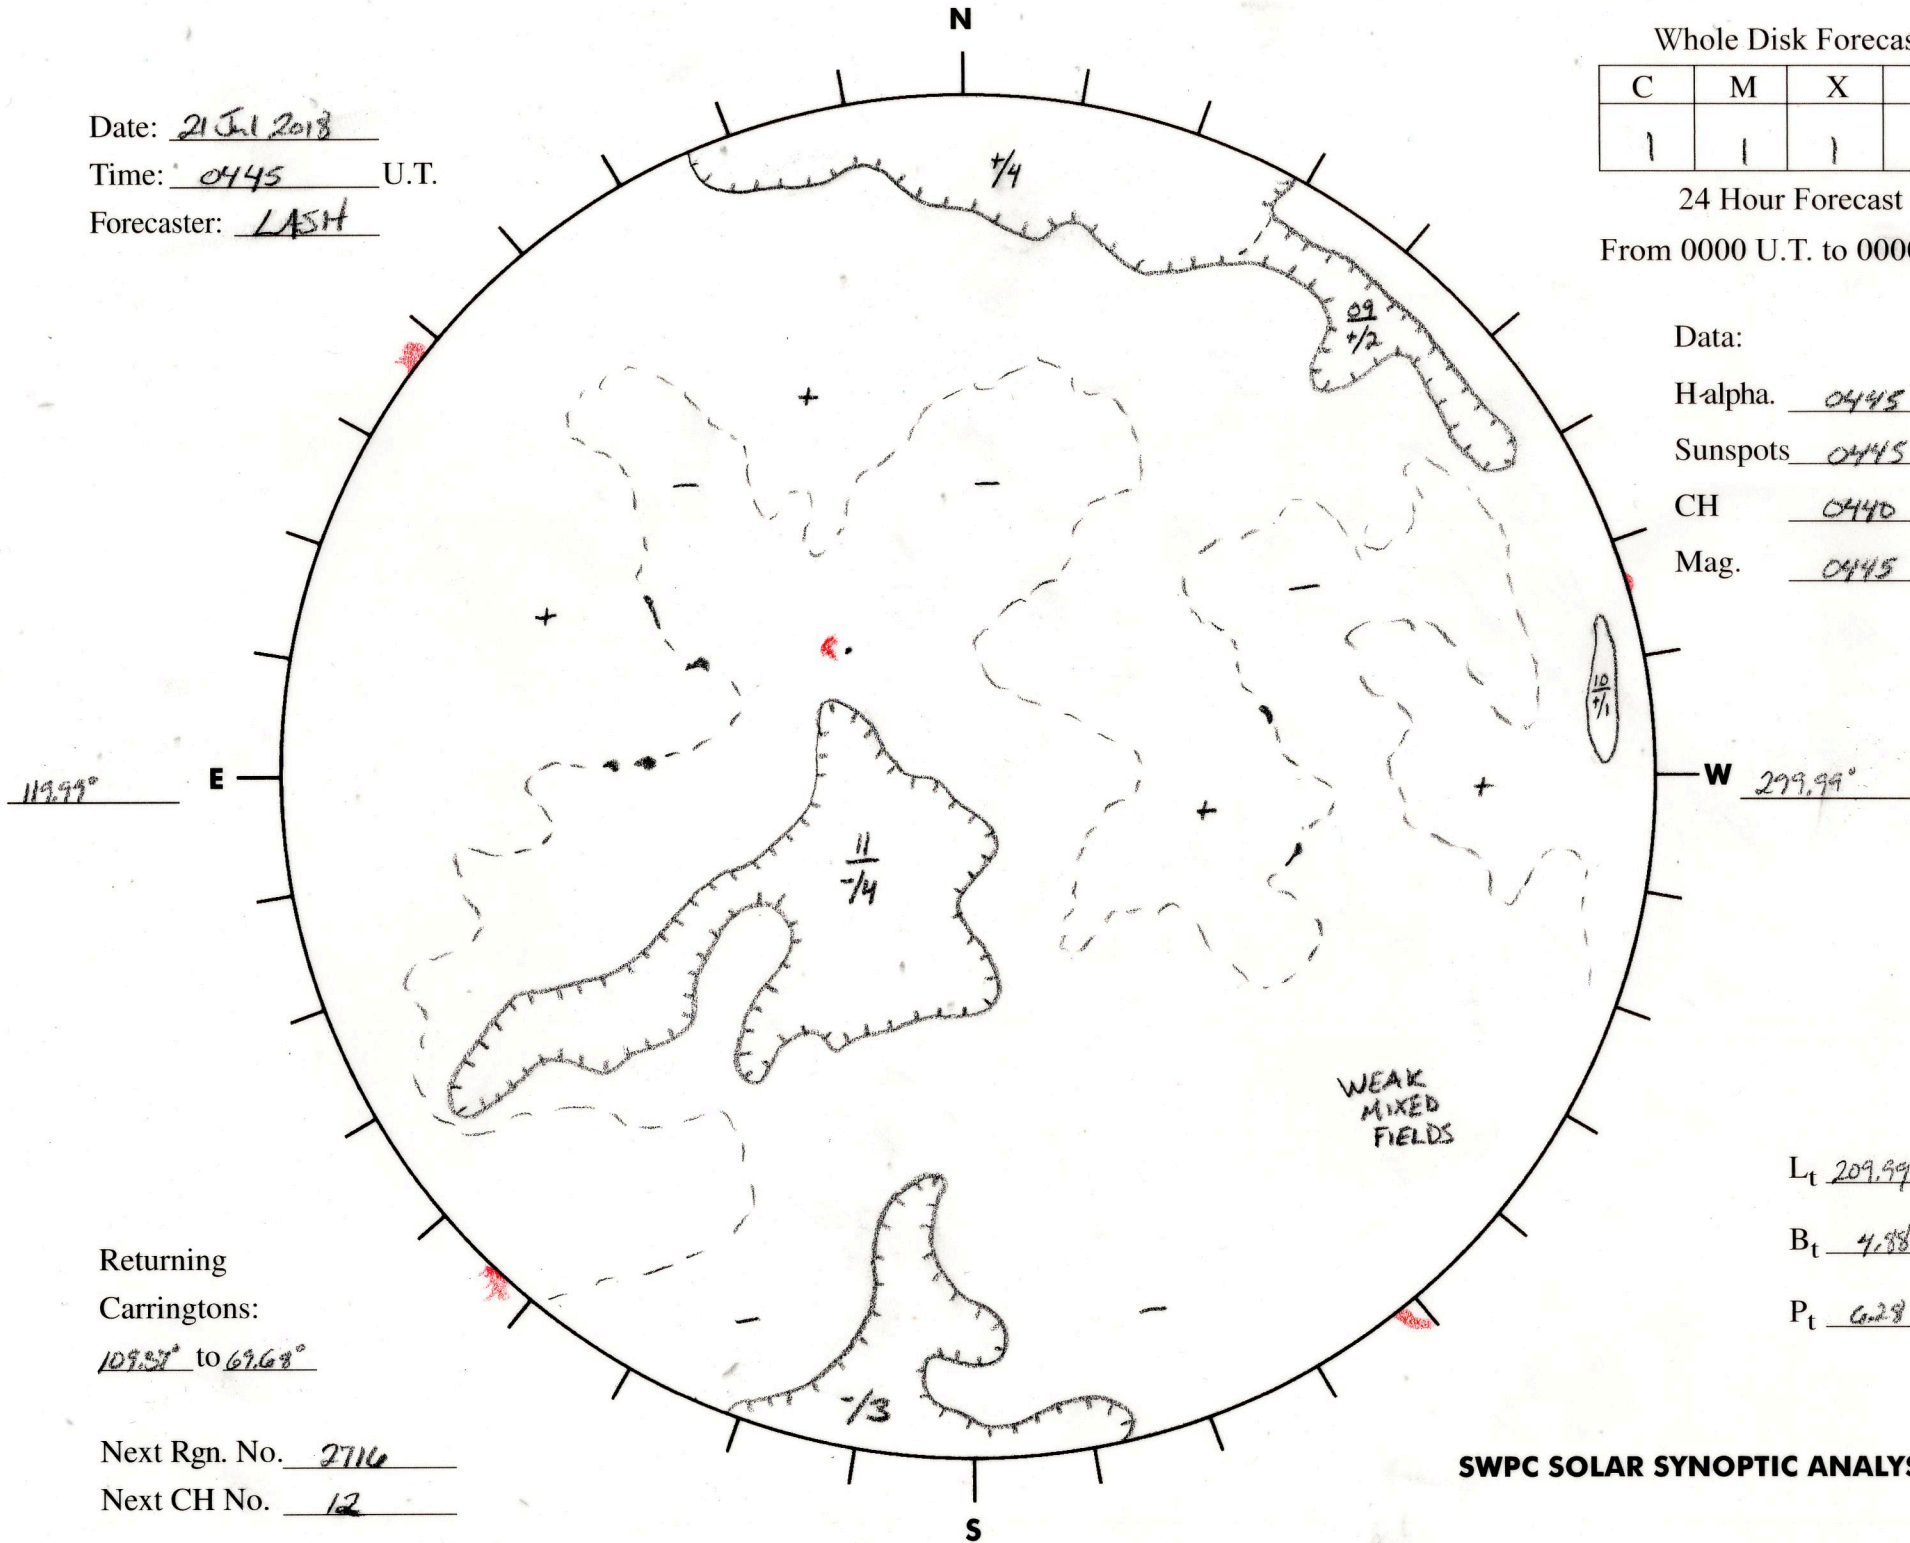 N
Whole Disk Forecas
C M X
1 1 1
24 Hour Forecast
From 0000 U.T. to 000
Date: 21 Jul 2018
Time: 0445 U.T.
Forecaster: LASH
Data:
H-alpha. 0445
Sunspots 0445
CH 0440
Mag. 0445
+/4
09
+/2
+
-
-
+
-
10
+/1
119.99° E
W 299.99°
+
+
11
-/4
WEAK
MIXED
FIELDS
Lt 209.99
Bt 4.88
Pt 6.28
Returning
Carringtons:
to 69.68°
-
-
-/3
Next Rgn. No. 2716
Next CH No. 12
SWPC SOLAR SYNOPTIC ANALYS
S